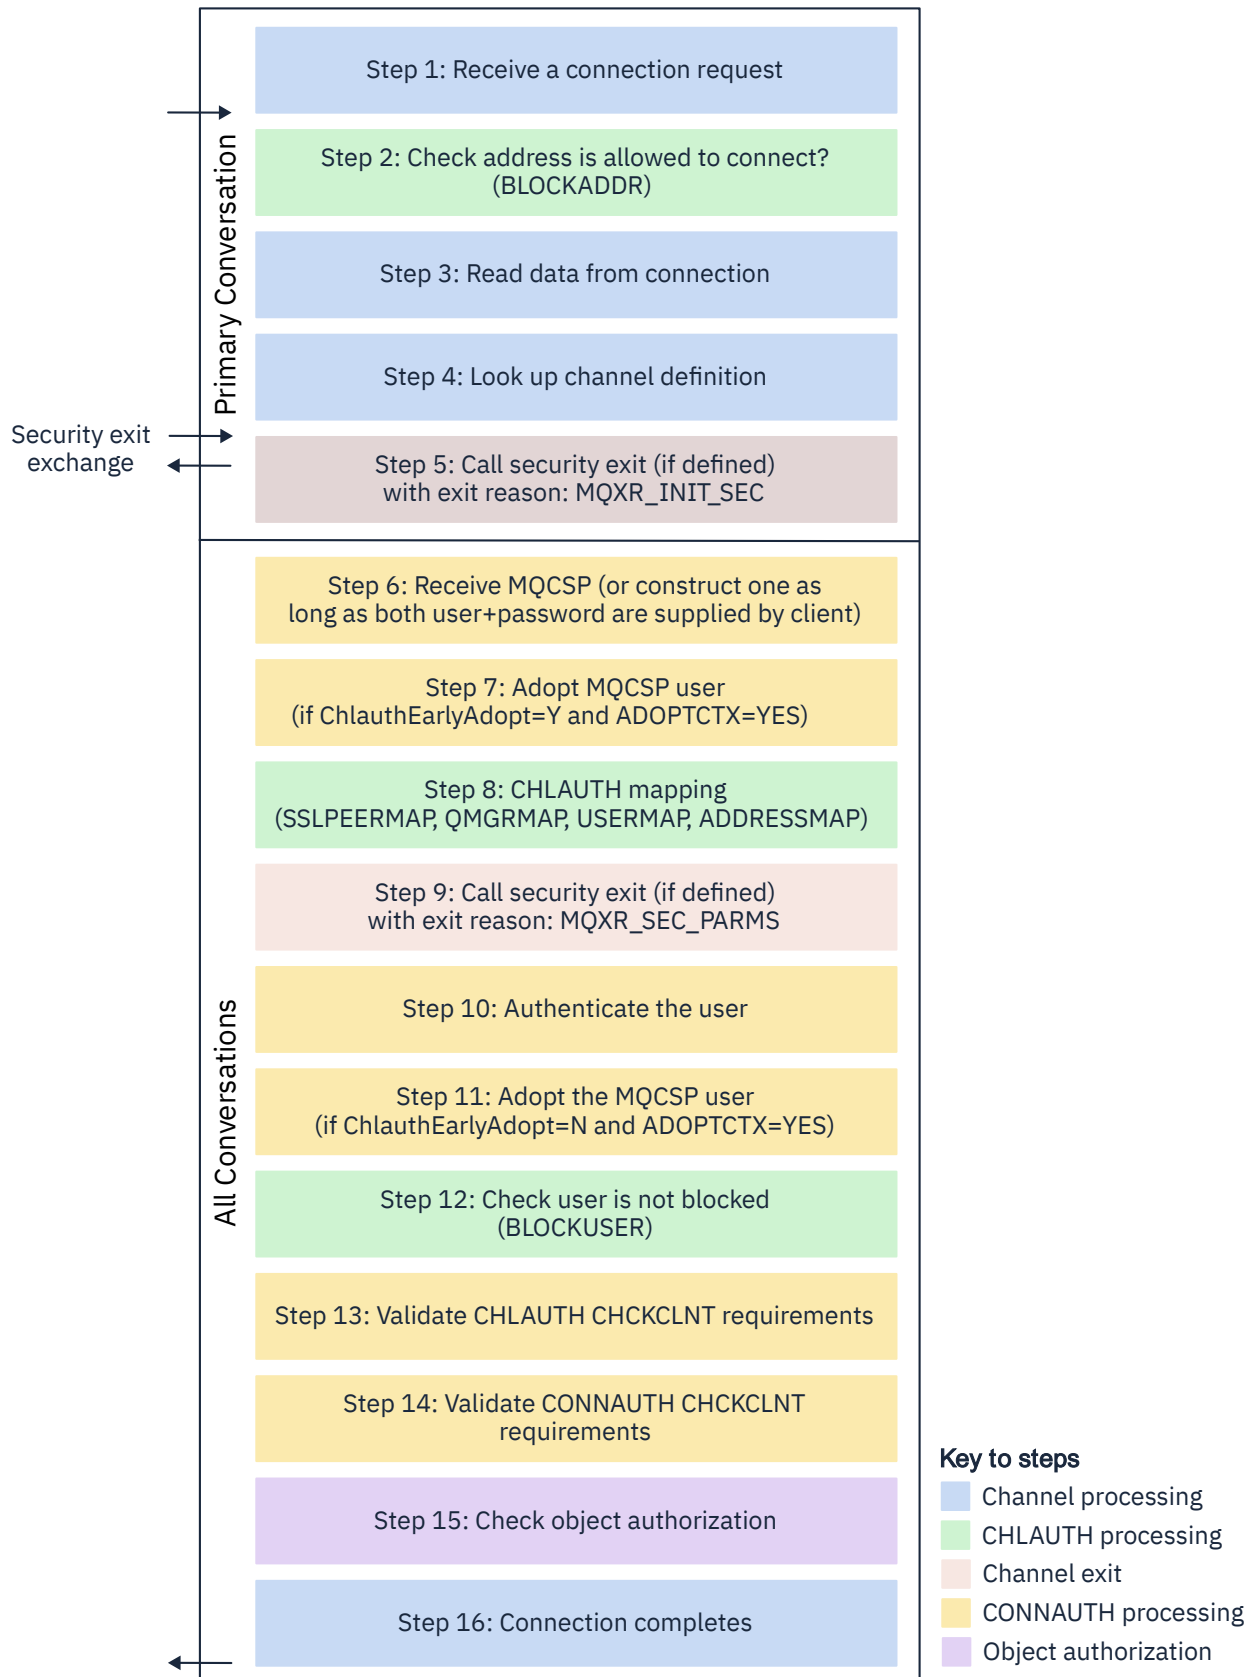 Step 1: Receive a connection request
Step 2: Check address is allowed to connect?
(BLOCKADDR)
Step 3: Read data from connection
Step 4: Look up channel definition
Primary Conversation
Security exit
exchange
Step 5: Call security exit (if defined)
with exit reason: MQXR_INIT_SEC
Step 6: Receive MQCSP (or construct one as
long as both user+password are supplied by client)
Step 7: Adopt MQCSP user
(if ChlauthEarlyAdopt=Y and ADOPTCTX=YES)
Step 8: CHLAUTH mapping
(SSLPEERMAP, QMGRMAP, USERMAP, ADDRESSMAP)
Step 9: Call security exit (if defined)
with exit reason: MQXR_SEC_PARMS
Step 10: Authenticate the user
Step 11: Adopt the MQCSP user
(if ChlauthEarlyAdopt=N and ADOPTCTX=YES)
All Conversations
Step 12: Check user is not blocked
(BLOCKUSER)
Step 13: Validate CHLAUTH CHCKCLNT requirements
Step 14: Validate CONNAUTH CHCKCLNT
requirements
Step 15: Check object authorization
Step 16: Connection completes
Key to steps
Channel processing
CHLAUTH processing
Channel exit
CONNAUTH processing
Object authorization